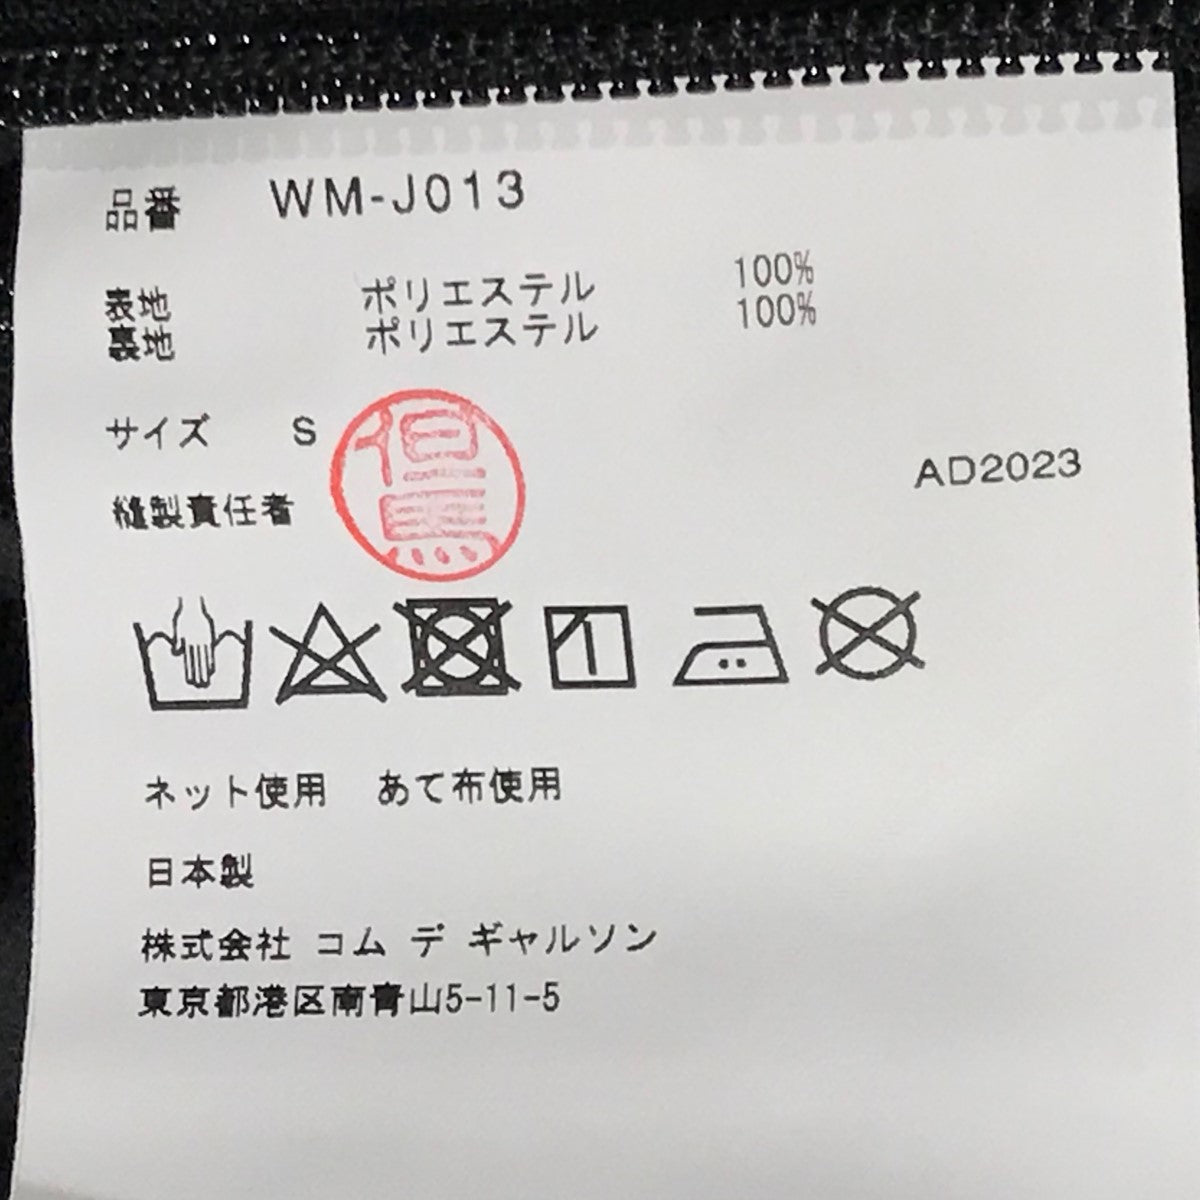 品番 WM-J013
表地 ポリエステル 100%
裏地 ポリエステル 100%
サイズ S
但馬
AD2023
縫製責任者
ネット使用 あて布使用
日本製
株式会社 コム デ ギャルソン
東京都港区南青山5-11-5